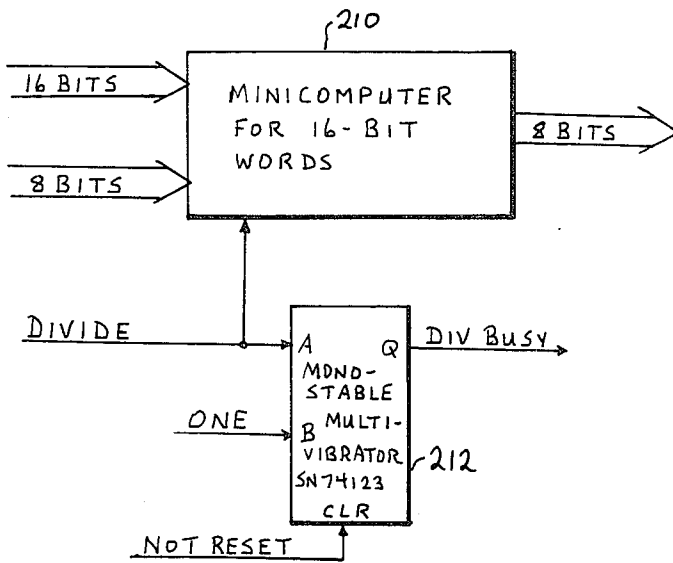 210
16 BITS
MINICOMPUTER
FOR 16-BIT
WORDS
8 BITS
8 BITS
DIVIDE
A
Q
DIV BUSY
MONO-
STABLE
ONE
B MULTI-
VIBRATOR
212
SN74123
CLR
NOT RESET